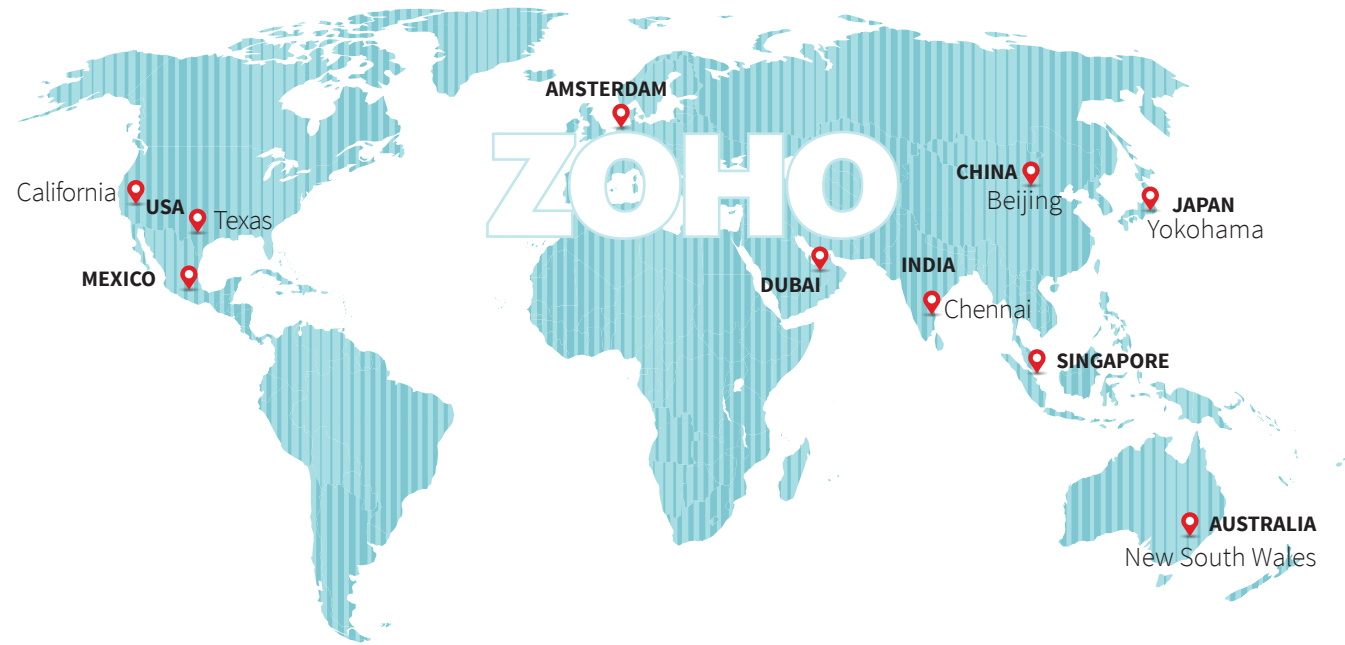 AMSTERDAM
ZOHO
California
USA
Texas
MEXICO
CHINA
Beijing
JAPAN
Yokohama
DUBAI
INDIA
Chennai
SINGAPORE
AUSTRALIA
New South Wales